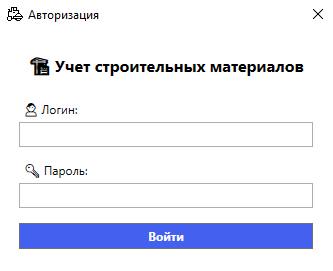 Авторизация
Учет строительных материалов
Логин:
Пароль:
Войти